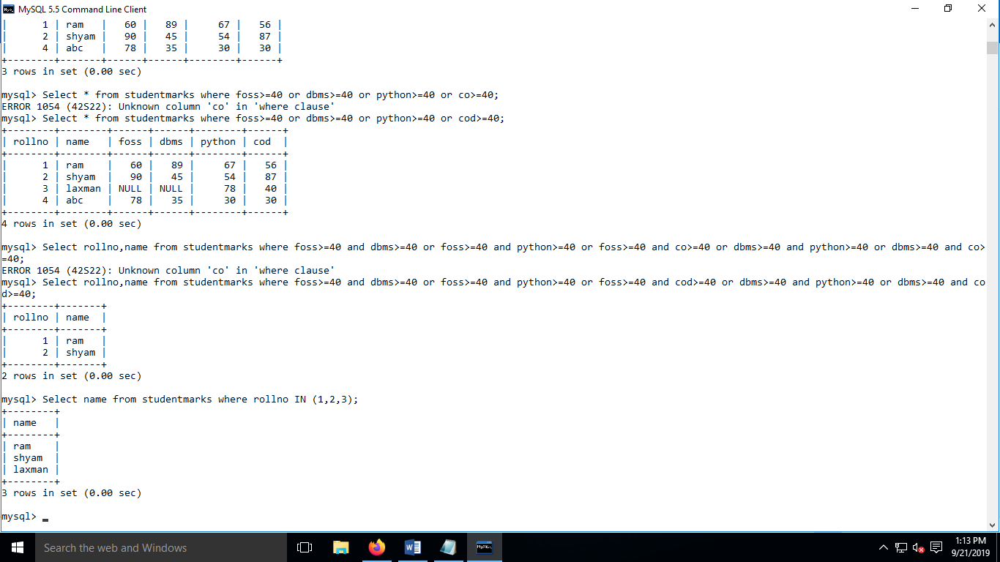 MySQL 5.5 Command Line Client
|      1 | ram    |   60 |   89 |     67 |   56 |
|      2 | shyam  |   90 |   45 |     54 |   87 |
|      4 | abc    |   78 |   35 |     30 |   30 |
+--------+-------+------+------+--------+------+
3 rows in set (0.00 sec)
mysql> Select * from studentmarks where foss>=40 or dbms>=40 or python>=40 or co>=40;
ERROR 1054 (42S22): Unknown column 'co' in 'where clause'
mysql> Select * from studentmarks where foss>=40 or dbms>=40 or python>=40 or cod>=40;
+--------+--------+------+------+--------+------+
| rollno | name   | foss | dbms | python | cod  |
+--------+--------+------+------+--------+------+
|      1 | ram    |   60 |   89 |     67 |   56 |
|      2 | shyam  |   90 |   45 |     54 |   87 |
|      3 | laxman | NULL | NULL |     78 |   40 |
|      4 | abc    |   78 |   35 |     30 |   30 |
+--------+--------+------+------+--------+------+
4 rows in set (0.00 sec)
mysql> Select rollno,name from studentmarks where foss>=40 and dbms>=40 or foss>=40 and python>=40 or foss>=40 and co>=40 or dbms>=40 and python>=40 or dbms>=40 and co>
=40;
ERROR 1054 (42S22): Unknown column 'co' in 'where clause'
mysql> Select rollno,name from studentmarks where foss>=40 and dbms>=40 or foss>=40 and python>=40 or foss>=40 and cod>=40 or dbms>=40 and python>=40 or dbms>=40 and co
d>=40;
+--------+-------+
| rollno | name  |
+--------+-------+
|      1 | ram   |
|      2 | shyam |
+--------+-------+
2 rows in set (0.00 sec)
mysql> Select name from studentmarks where rollno IN (1,2,3);
+--------+
| name   |
+--------+
| ram    |
| shyam  |
| laxman |
+--------+
3 rows in set (0.00 sec)
mysql> _
Search the web and Windows
1:13 PM
9/21/2019